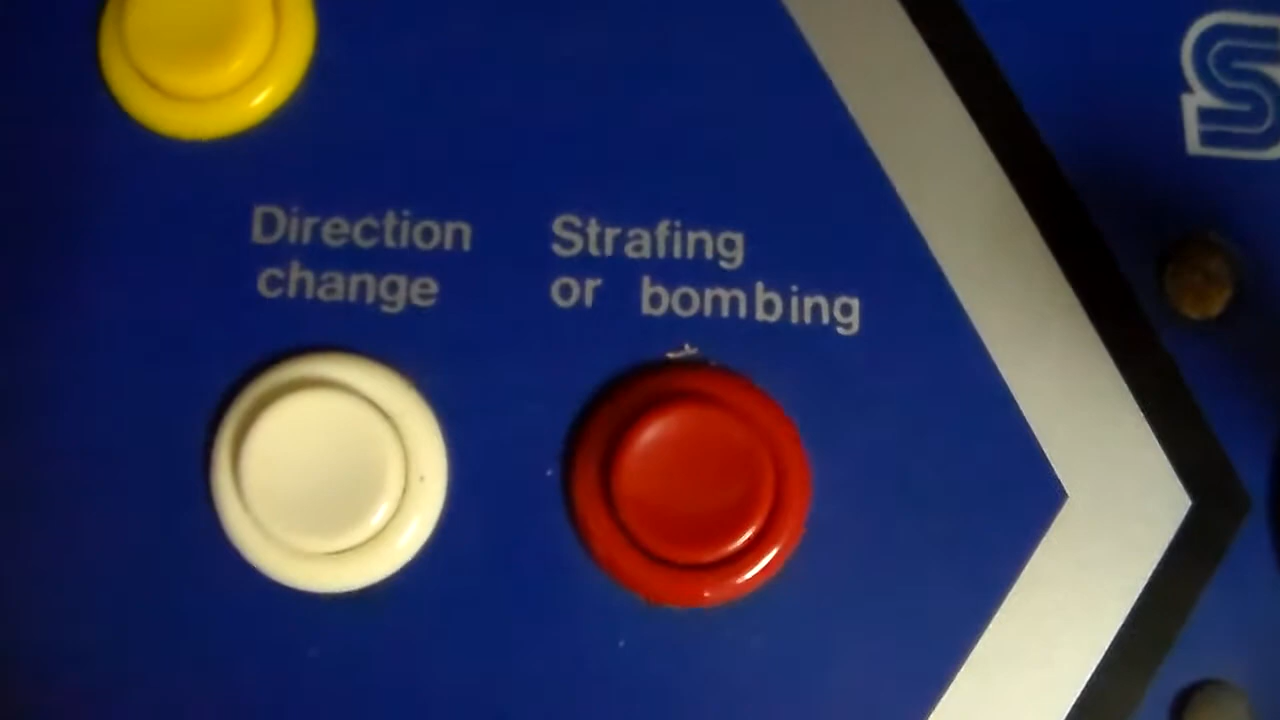 Direction
change
Strafing
or bombing
S